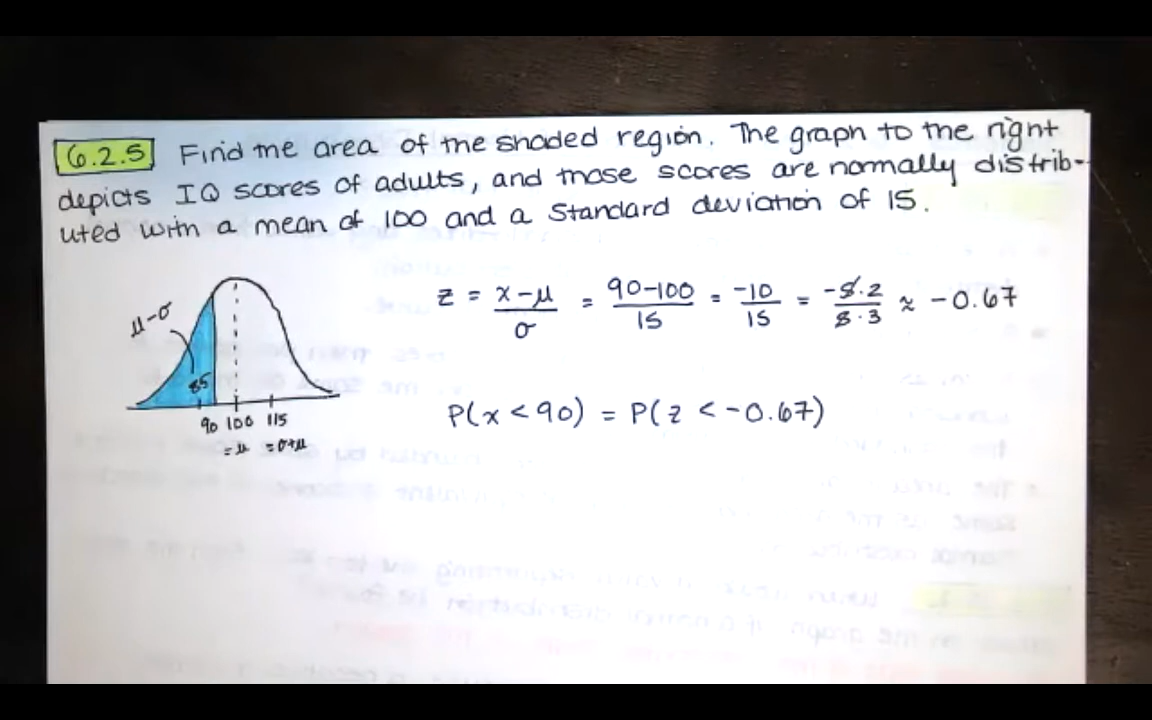 6.2.5 Find the area of the shaded region. The graph to the right
depicts IQ scores of adults, and those scores are normally distrib-
uted with a mean of 100 and a standard deviation of 15.
z = x-μ/σ = 90-100/15 = -10/15 = -5·2/5·3 ≈ -0.67
μ-σ
85
P(x < 90) = P(z < -0.67)
90 100 115
=μ =σ+μ